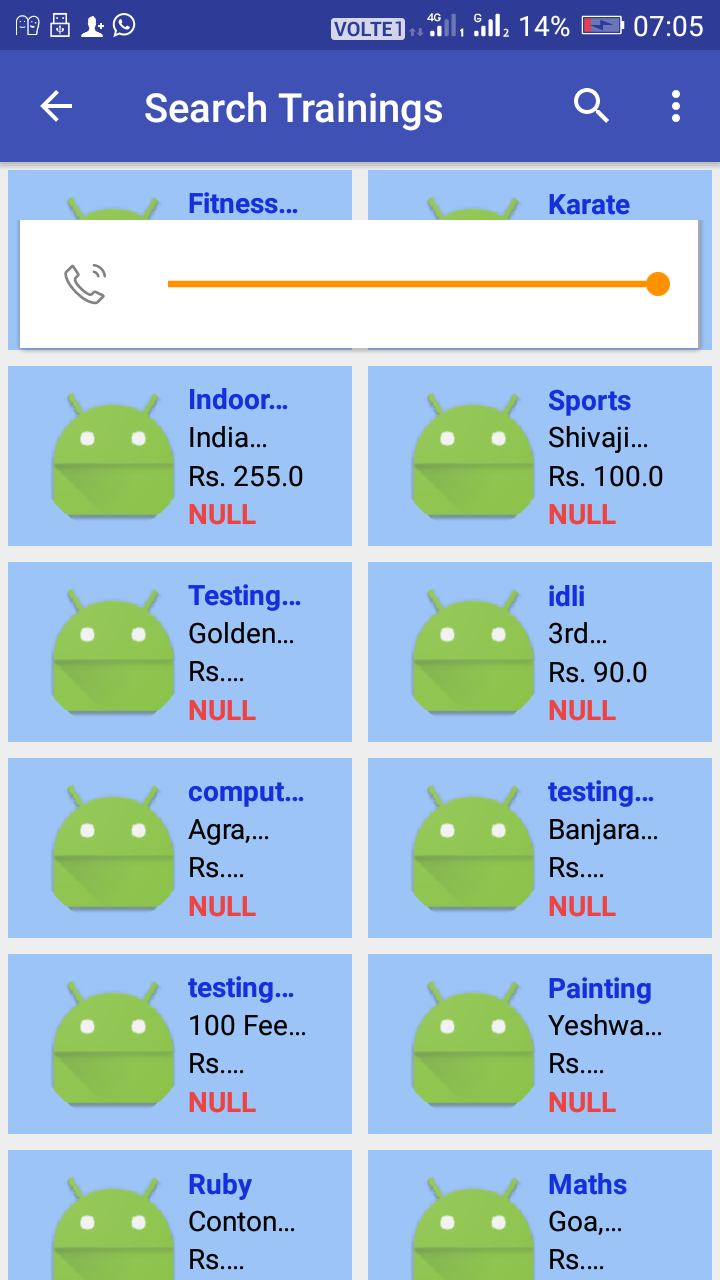 VOLTE1 4G 1 G 2 14% 07:05
Search Trainings
Fitness…
Karate
Indoor…
India…
Rs. 255.0
NULL
Sports
Shivaji…
Rs. 100.0
NULL
Testing…
Golden…
Rs.…
NULL
idli
3rd…
Rs. 90.0
NULL
comput…
Agra,…
Rs.…
NULL
testing…
Banjara…
Rs.…
NULL
testing…
100 Fee…
Rs.…
NULL
Painting
Yeshwa…
Rs.…
NULL
Ruby
Conton…
Rs.…
Maths
Goa,…
Rs.…